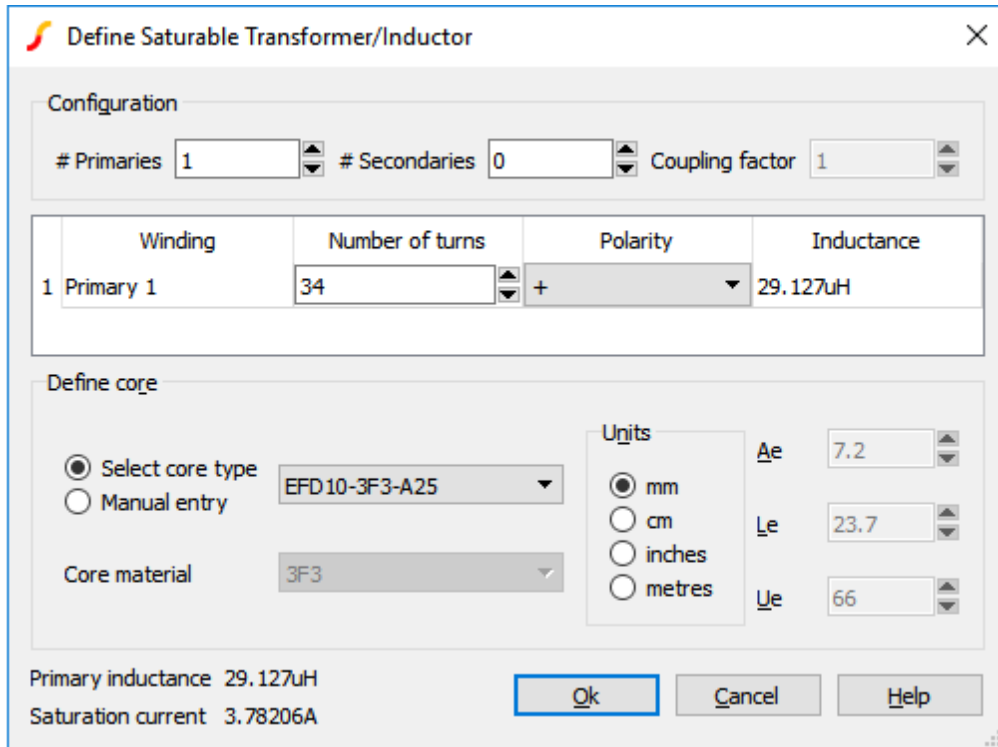 Define Saturable Transformer/Inductor
Configuration
# Primaries 1 # Secondaries 0 Coupling factor 1
Winding Number of turns Polarity Inductance
1 Primary 1 34 + 29.127uH
Define core
Select core type
Manual entry
EFD10-3F3-A25
Core material 3F3
Units
mm
cm
inches
metres
Ae 7.2
Le 23.7
Ue 66
Primary inductance 29.127uH
Saturation current 3.78206A
Ok Cancel Help